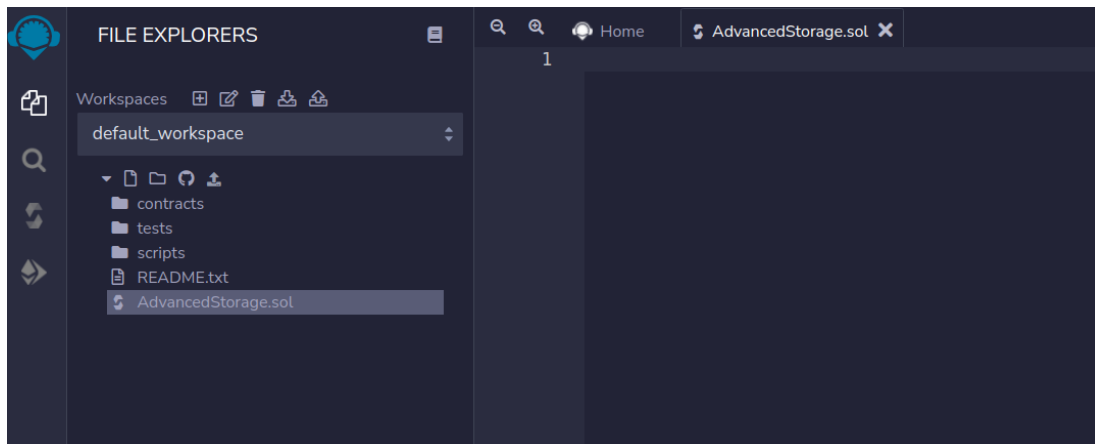 FILE EXPLORERS
Home
AdvancedStorage.sol
1
Workspaces
default_workspace
contracts
tests
scripts
README.txt
AdvancedStorage.sol